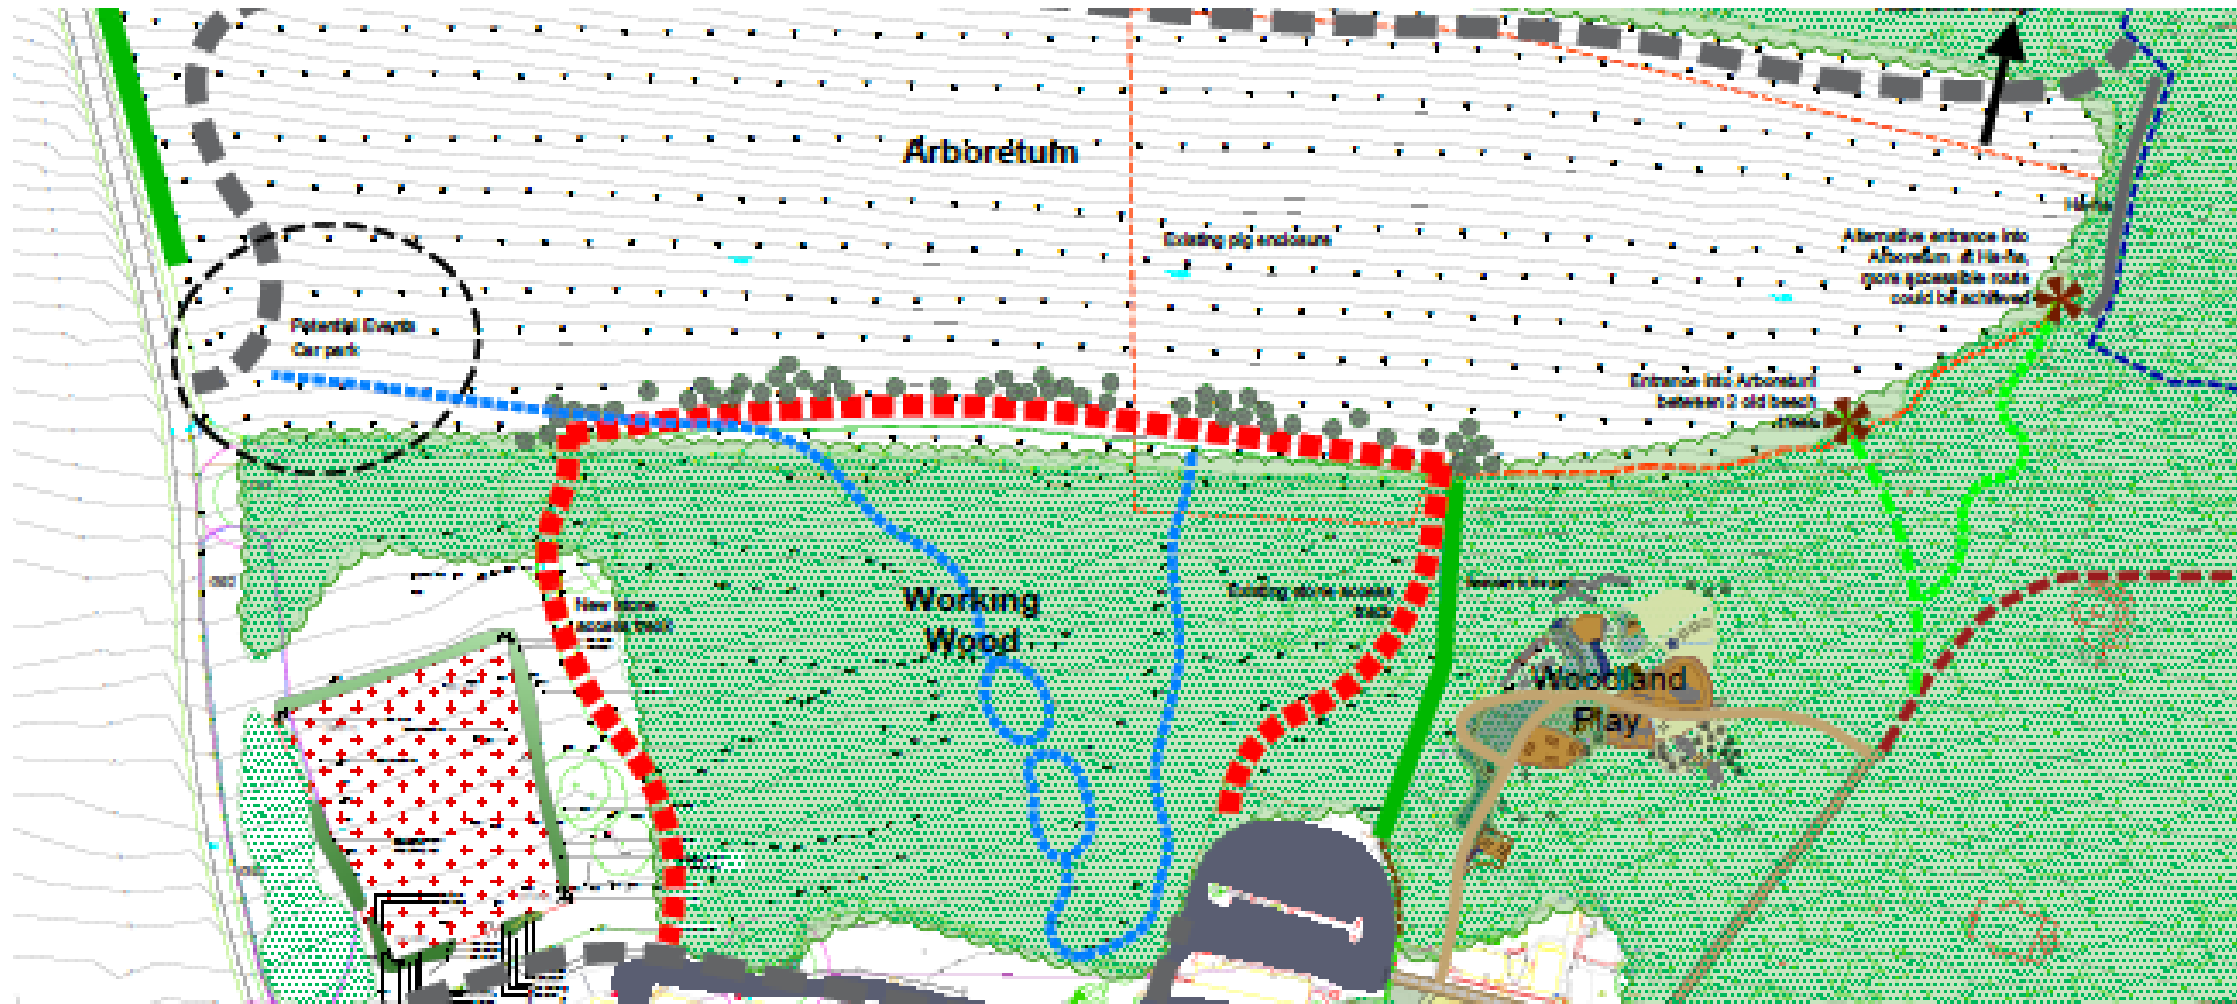 Arboretum
Existing pig enclosure
Ha-ha
Alternative entrance into
Arboretum at Ha-ha,
more accessible route
could be achieved
Potential Events
Car park
Entrance into Arboretum
between 2 old beech
trees
New stone
access track
Working
Wood
Existing stone access
track
Woodland
Play